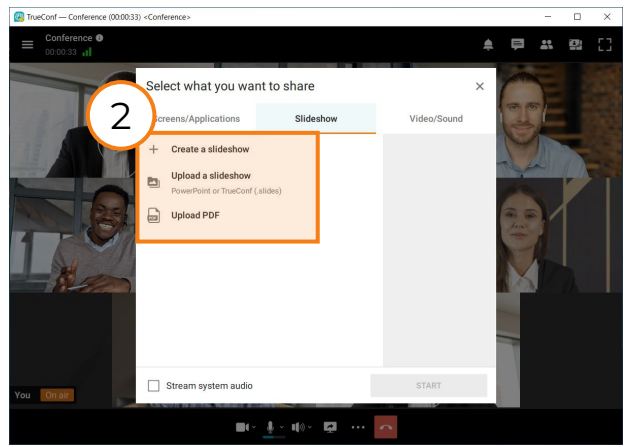 TrueConf — Conference (00:00:33) <Conference>
Conference
00:00:33
Select what you want to share
2
Screens/Applications Slideshow Video/Sound
Create a slideshow
Upload a slideshow
PowerPoint or TrueConf (.slides)
PDF Upload PDF
Stream system audio START
You On air